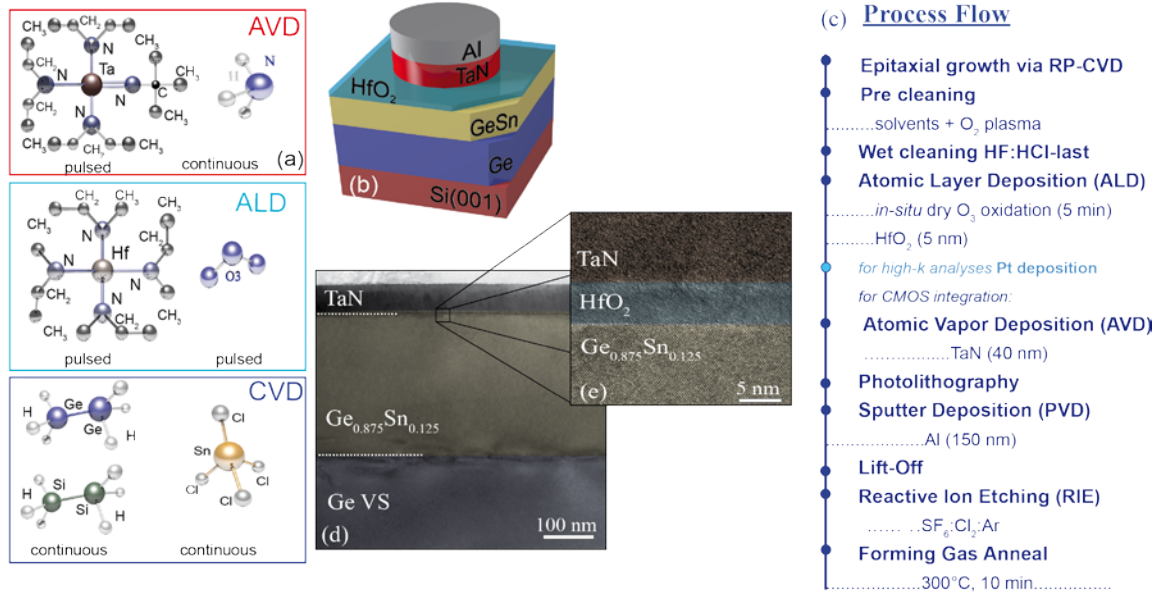 AVD
CH₃
CH₂
CH₃
CH₃
N
CH₃
Ta
N
CH₃
N
C
CH₂
N
CH₃
CH₃
CH₂
CH₃
H
N
pulsed
continuous
(a)
ALD
CH₃
CH₂
CH₃
CH₃
N
CH₂
Hf
N
N
CH₂
N
CH₃
CH₃
CH₂
CH₃
O3
pulsed
pulsed
CVD
H
Ge
Ge
H
H
Si
Si
H
Cl
Sn
Cl
Cl
Cl
continuous
continuous
Al
TaN
HfO₂
GeSn
Ge
Si(001)
(b)
TaN
Ge₀.₈₇₅Sn₀.₁₂₅
Ge VS
(d)
100 nm
TaN
HfO₂
Ge₀.₈₇₅Sn₀.₁₂₅
(e)
5 nm
(c) Process Flow
Epitaxial growth via RP-CVD
Pre cleaning
..........solvents + O₂ plasma
Wet cleaning HF:HCl-last
Atomic Layer Deposition (ALD)
..........in-situ dry O₃ oxidation (5 min)
..........HfO₂ (5 nm)
for high-k analyses Pt deposition
for CMOS integration:
Atomic Vapor Deposition (AVD)
.................TaN (40 nm)
Photolithography
Sputter Deposition (PVD)
....................Al (150 nm)
Lift-Off
Reactive Ion Etching (RIE)
...... .. ..SF₆:Cl₂:Ar
Forming Gas Anneal
...................300°C, 10 min................